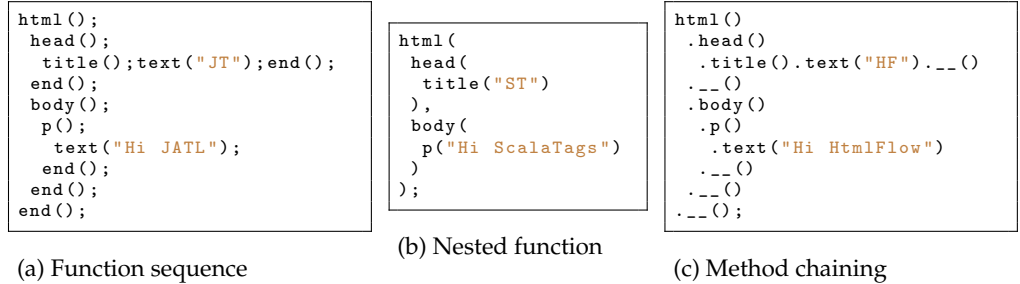 html();
 head();
  title();text("JT");end();
 end();
 body();
  p();
   text("Hi JATL");
  end();
 end();
end();
(a) Function sequence
html(
 head(
  title("ST")
 ),
 body(
  p("Hi ScalaTags")
 )
);
(b) Nested function
html()
 .head()
  .title().text("HF").__()
 .__()
 .body()
  .p()
   .text("Hi HtmlFlow")
  .__()
 .__()
.__();
(c) Method chaining